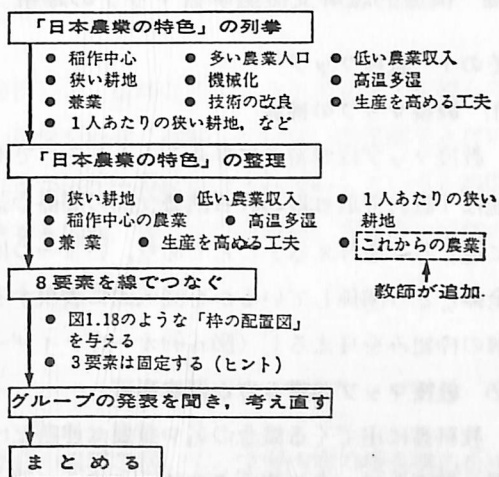 「日本農業の特色」の列挙
● 稲作中心 ● 多い農業人口 ● 低い農業収入
● 狭い耕地 ● 機械化 ● 高温多湿
● 兼業 ● 技術の改良 ● 生産を高める工夫
● 1人あたりの狭い耕地,など
「日本農業の特色」の整理
● 狭い耕地 ● 低い農業収入 ● 1人あたりの狭い
耕地
● 稲作中心の農業 ● 高温多湿
● 兼業 ● 生産を高める工夫 ● これからの農業
教師が追加.
8要素を線でつなぐ
● 図1.18のような「枠の配置図」
を与える
● 3要素は固定する(ヒント)
グループの発表を聞き,考え直す
まとめる